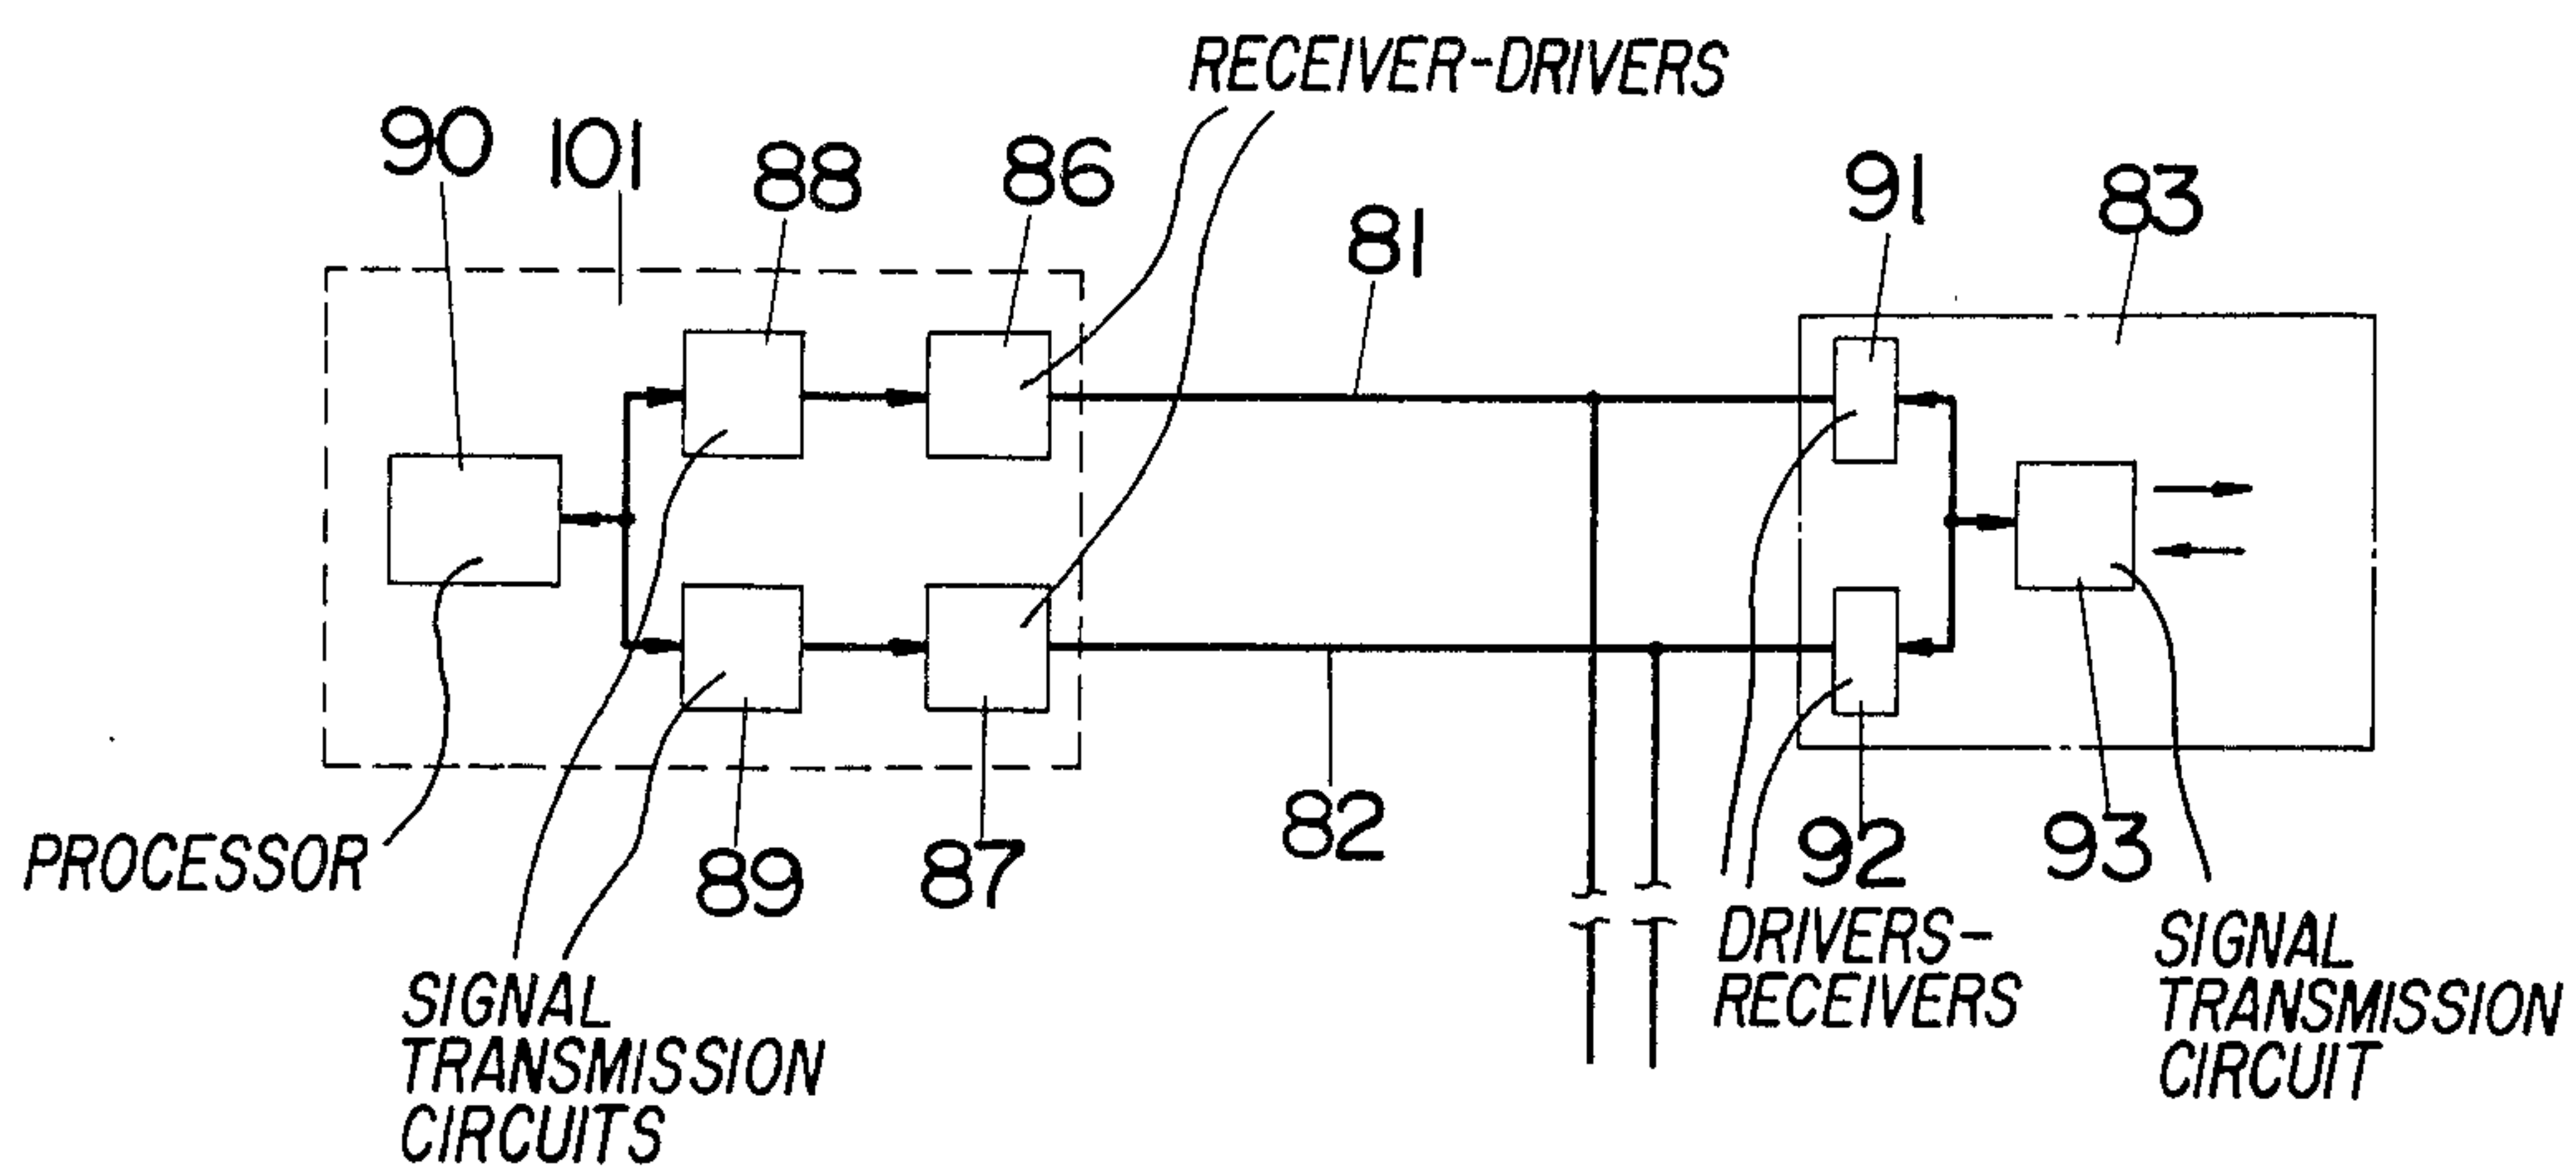 RECEIVER-DRIVERS
90
101
88
86
81
91
83
PROCESSOR
89
87
82
92
93
SIGNAL
TRANSMISSION
CIRCUITS
DRIVERS-
RECEIVERS
SIGNAL
TRANSMISSION
CIRCUIT